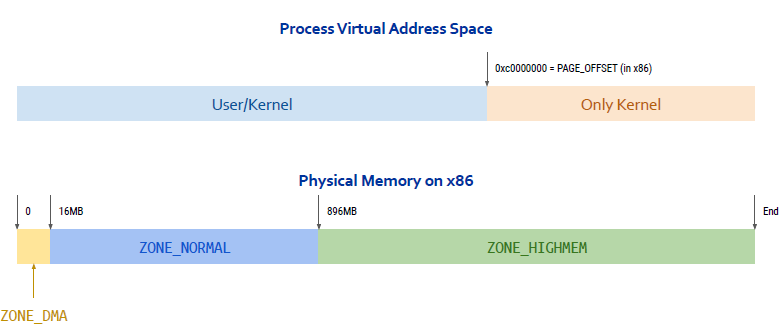 Process Virtual Address Space
0xc0000000 = PAGE_OFFSET (in x86)
User/Kernel
Only Kernel
Physical Memory on x86
0
16MB
896MB
End
ZONE_NORMAL
ZONE_HIGHMEM
ZONE_DMA